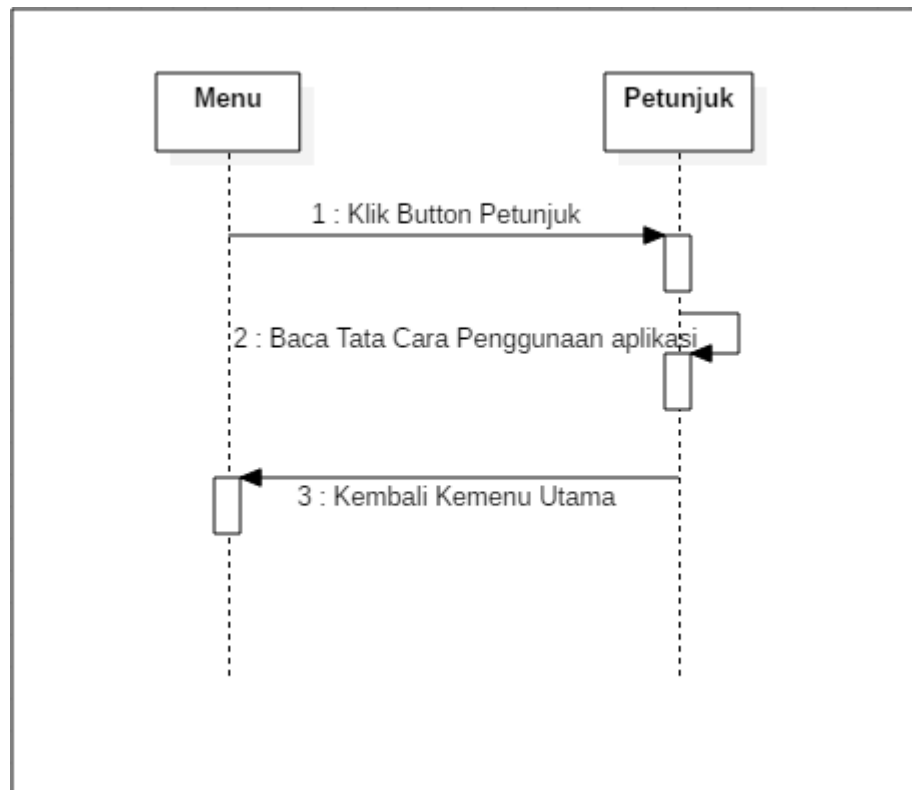 Menu
Petunjuk
1 : Klik Button Petunjuk
2 : Baca Tata Cara Penggunaan aplikasi
3 : Kembali Kemenu Utama